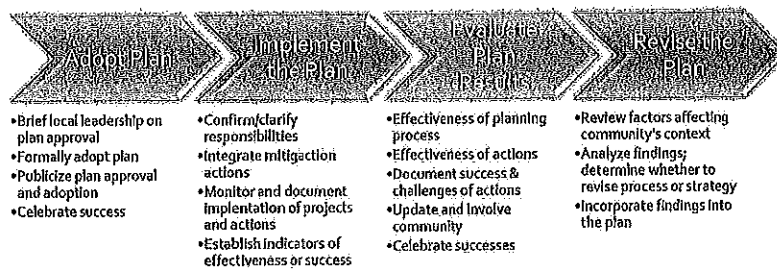 Adopt Plan
•Brief local leadership on
plan approval
•Formally adopt plan
•Publicize plan approval
and adoption
•Celebrate success
Implement
the Plan
•Confirm/clarify
responsibilities
•Integrate mitigaction
actions
•Monitor and document
implentation of projects
and actions
•Establish indicators of
effectiveness or success
Evaluate
Plan
Results
•Effectiveness of planning
process
•Effectiveness of actions
•Document success &
challenges of actions
•Update and involve
community
•Celebrate successes
Revise the
Plan
•Review factors affecting
community's context
•Analyze findings;
determine whether to
revise process or strategy
•Incorporate findings into
the plan